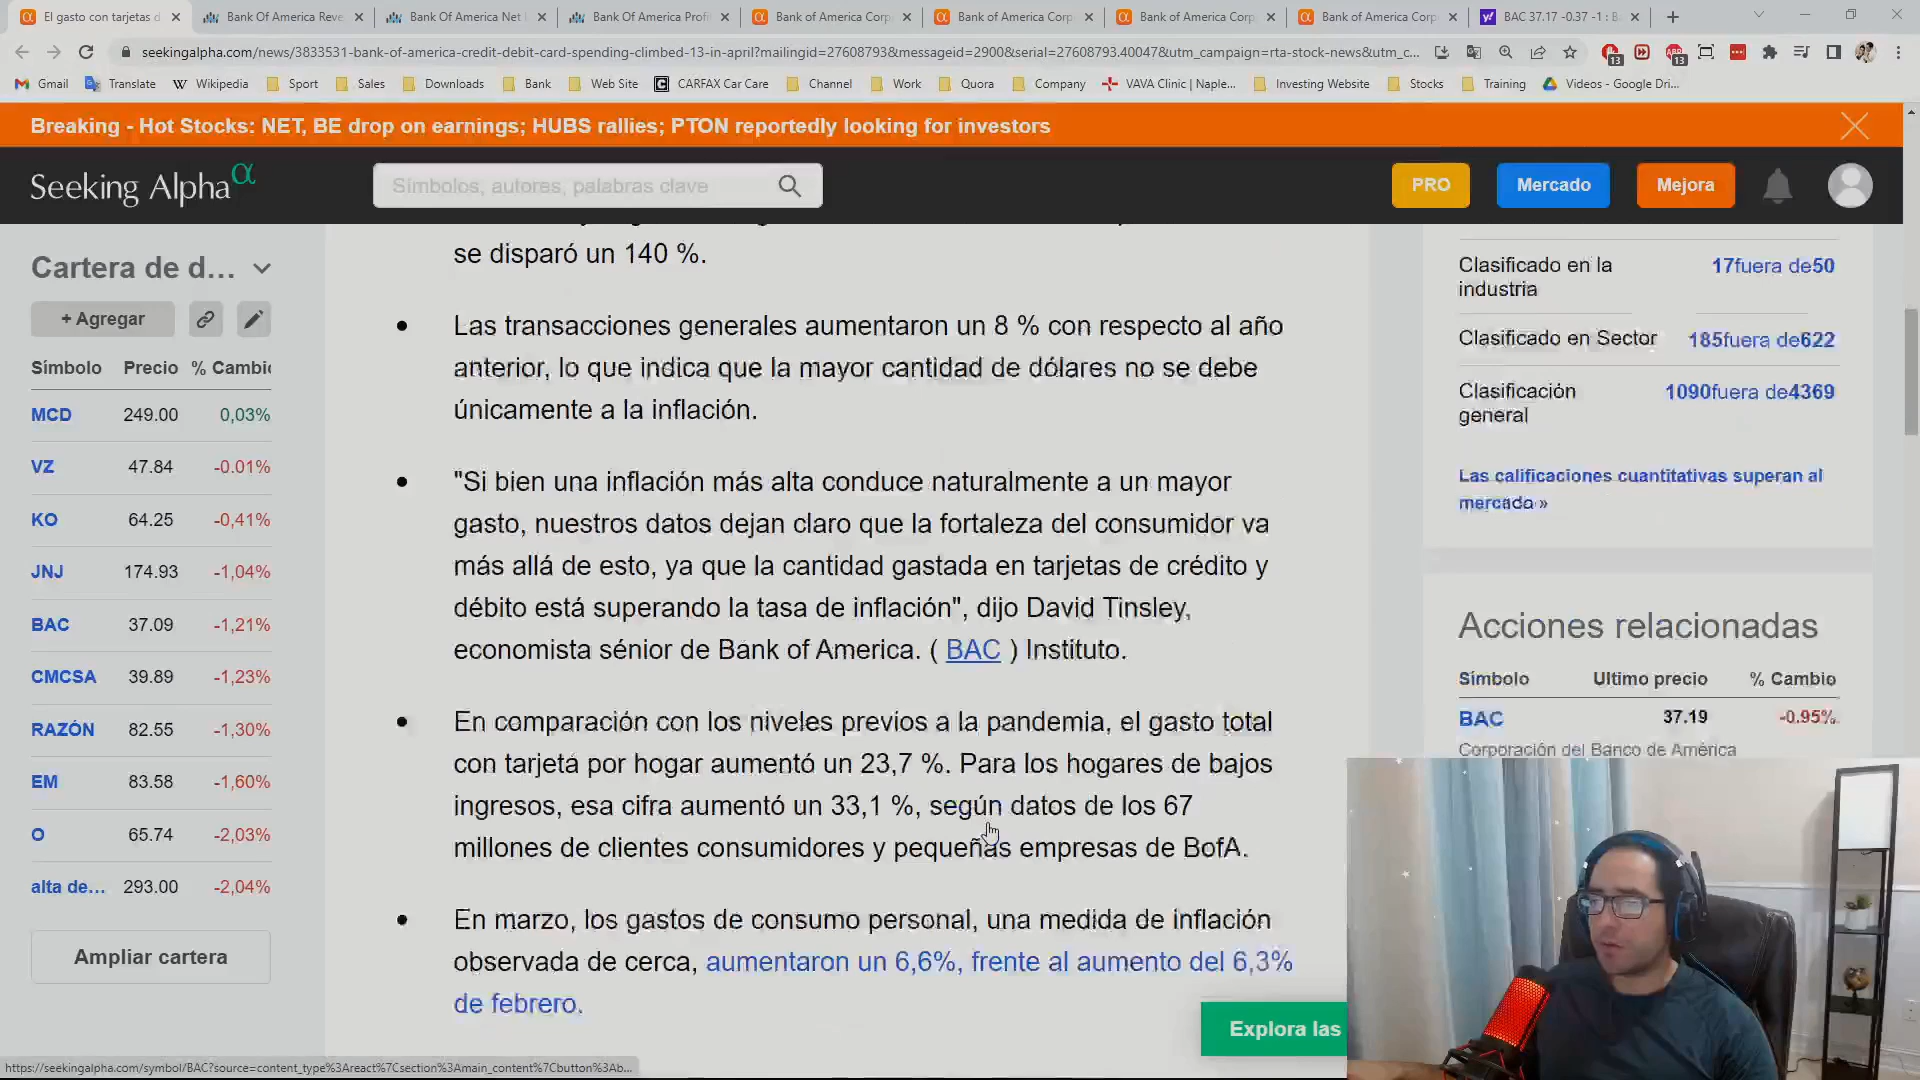 El gasto con tarjetas d
Bank Of America Reve
Bank Of America Net
Bank Of America Profi
Bank of America Corp
Bank of America Corp
Bank of America Corp
Bank of America Corp
BAC 37.17 -0.37 -1 : B
seekingalpha.com/news/3833531-bank-of-america-credit-debit-card-spending-climbed-13-in-april?mailingid=27608793&messageid=2900&serial=27608793.40047&utm_campaign=rta-stock-news&utm_c...
13
13
Gmail
Translate
Wikipedia
Sport
Sales
Downloads
Bank
Web Site
CARFAX Car Care
Channel
Work
Quora
Company
VAVA Clinic | Naple...
Investing Website
Stocks
Training
Videos - Google Dri...
Breaking - Hot Stocks: NET, BE drop on earnings; HUBS rallies; PTON reportedly looking for investors
Seeking Alpha α
Símbolos, autores, palabras clave
PRO
Mercado
Mejora
Cartera de d...
+ Agregar
Símbolo Precio % Cambi
MCD 249.00 0,03%
VZ 47.84 -0.01%
KO 64.25 -0,41%
JNJ 174.93 -1,04%
BAC 37.09 -1,21%
CMCSA 39.89 -1,23%
RAZÓN 82.55 -1,30%
EM 83.58 -1,60%
O 65.74 -2,03%
alta de... 293.00 -2,04%
Ampliar cartera
se disparó un 140 %.
Las transacciones generales aumentaron un 8 % con respecto al año
anterior, lo que indica que la mayor cantidad de dólares no se debe
únicamente a la inflación.
"Si bien una inflación más alta conduce naturalmente a un mayor
gasto, nuestros datos dejan claro que la fortaleza del consumidor va
más allá de esto, ya que la cantidad gastada en tarjetas de crédito y
débito está superando la tasa de inflación", dijo David Tinsley,
economista sénior de Bank of America. ( BAC ) Instituto.
En comparación con los niveles previos a la pandemia, el gasto total
con tarjeta por hogar aumentó un 23,7 %. Para los hogares de bajos
ingresos, esa cifra aumentó un 33,1 %, según datos de los 67
millones de clientes consumidores y pequeñas empresas de BofA.
En marzo, los gastos de consumo personal, una medida de inflación
observada de cerca, aumentaron un 6,6%, frente al aumento del 6,3%
de febrero.
Clasificado en la
industria
17fuera de50
Clasificado en Sector
185fuera de622
Clasificación
general
1090fuera de4369
Las calificaciones cuantitativas superan al
mercado »
Acciones relacionadas
Símbolo Ultimo precio % Cambio
BAC 37.19 -0.95%
Corporación del Banco de América
Explora las
https://seekingalpha.com/symbol/BAC?source=content_type%3Areact%7Csection%3Amain_content%7Cbutton%3Ab...